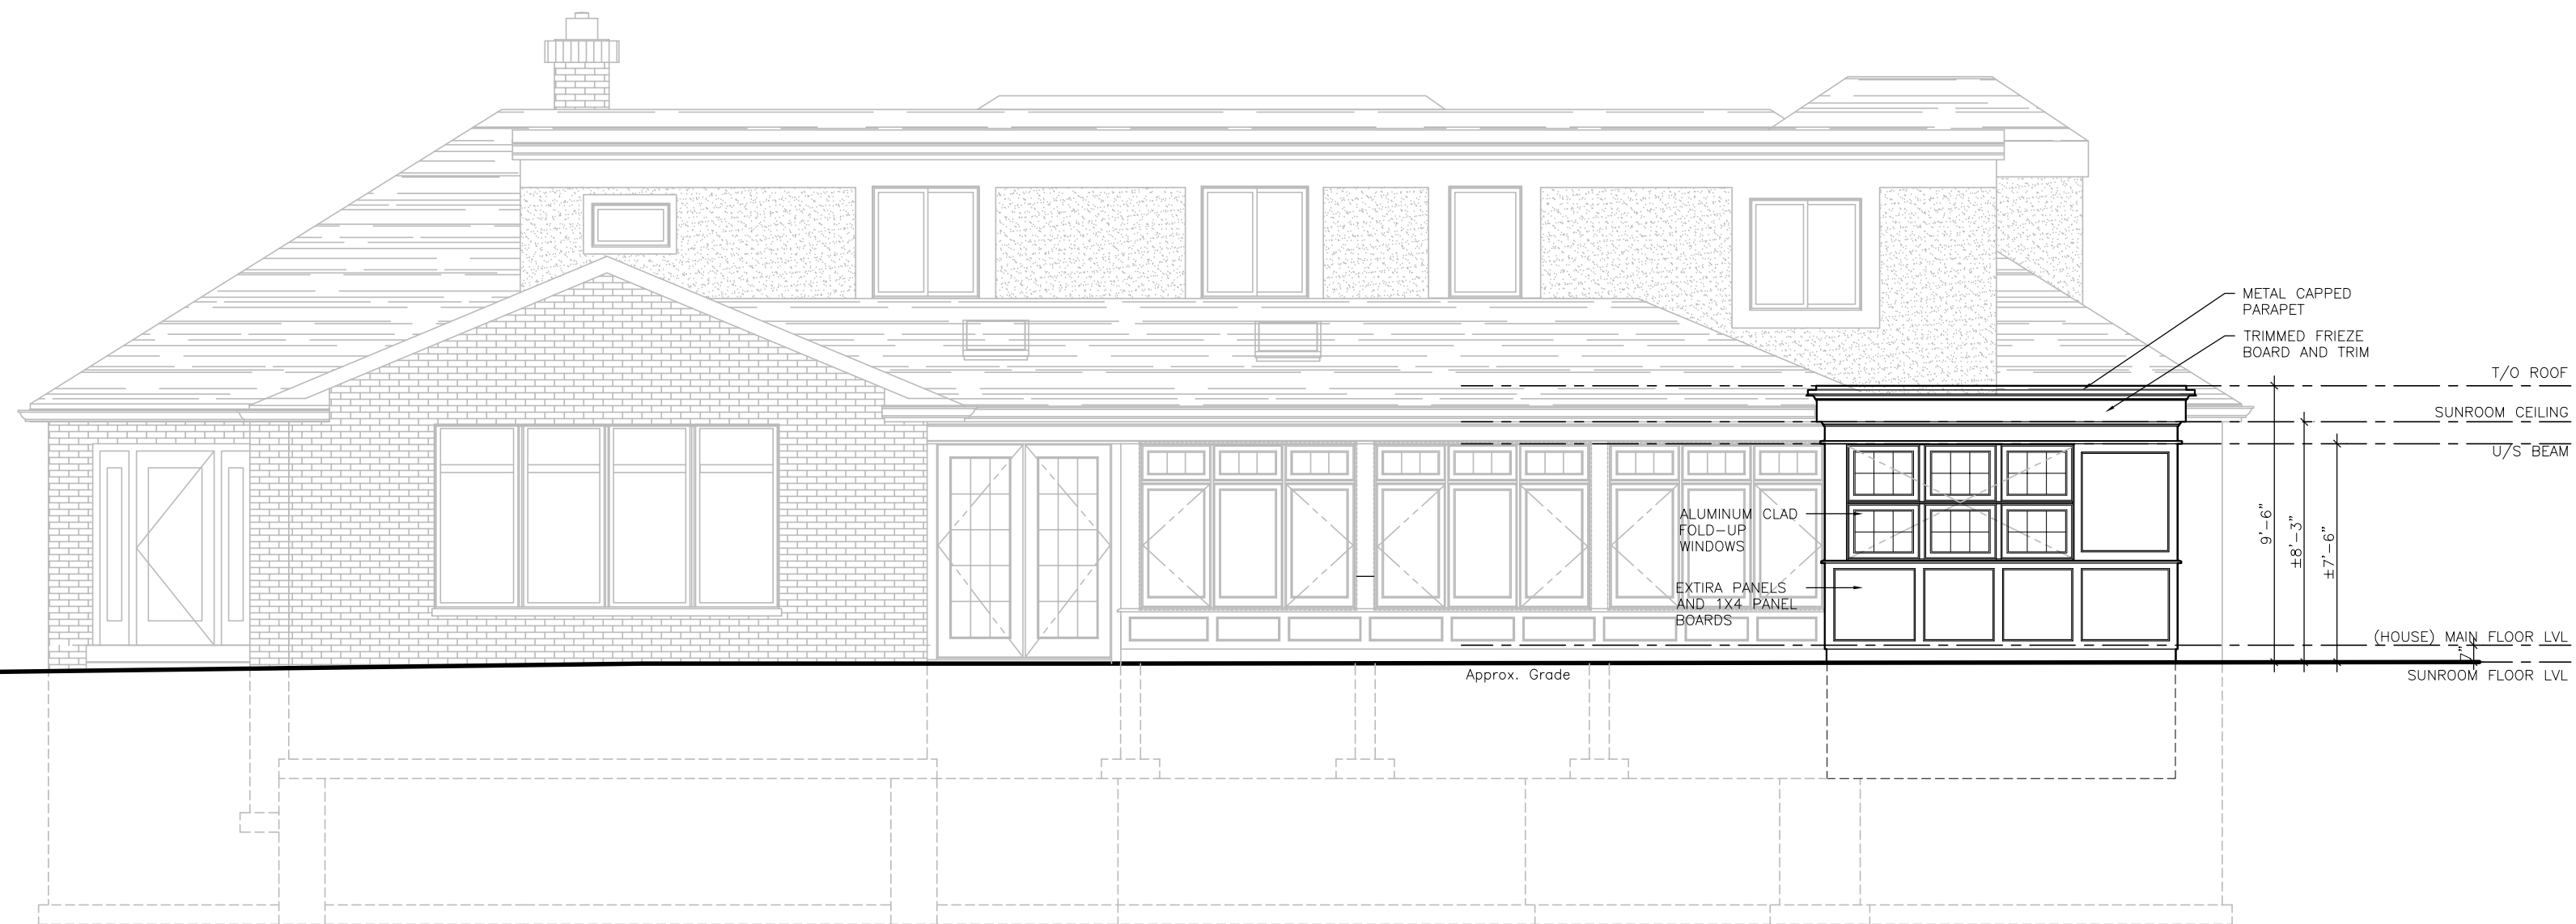 METAL CAPPED
PARAPET
TRIMMED FRIEZE
BOARD AND TRIM
T/O ROOF
SUNROOM CEILING
U/S BEAM
ALUMINUM CLAD
FOLD-UP
WINDOWS
9'-6"
±8'-3"
±7'-6"
EXTIRA PANELS
AND 1X4 PANEL
BOARDS
(HOUSE) MAIN FLOOR LVL
7"
Approx. Grade
SUNROOM FLOOR LVL